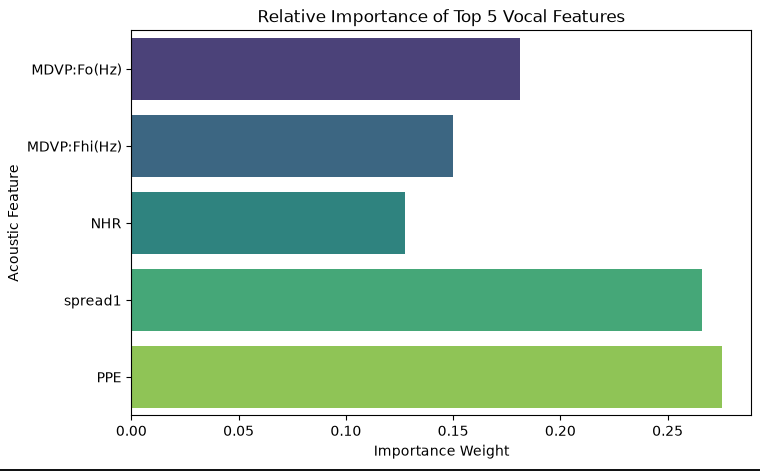 Relative Importance of Top 5 Vocal Features
MDVP:Fo(Hz)
MDVP:Fhi(Hz)
NHR
spread1
PPE
Acoustic Feature
0.00 0.05 0.10 0.15 0.20 0.25
Importance Weight